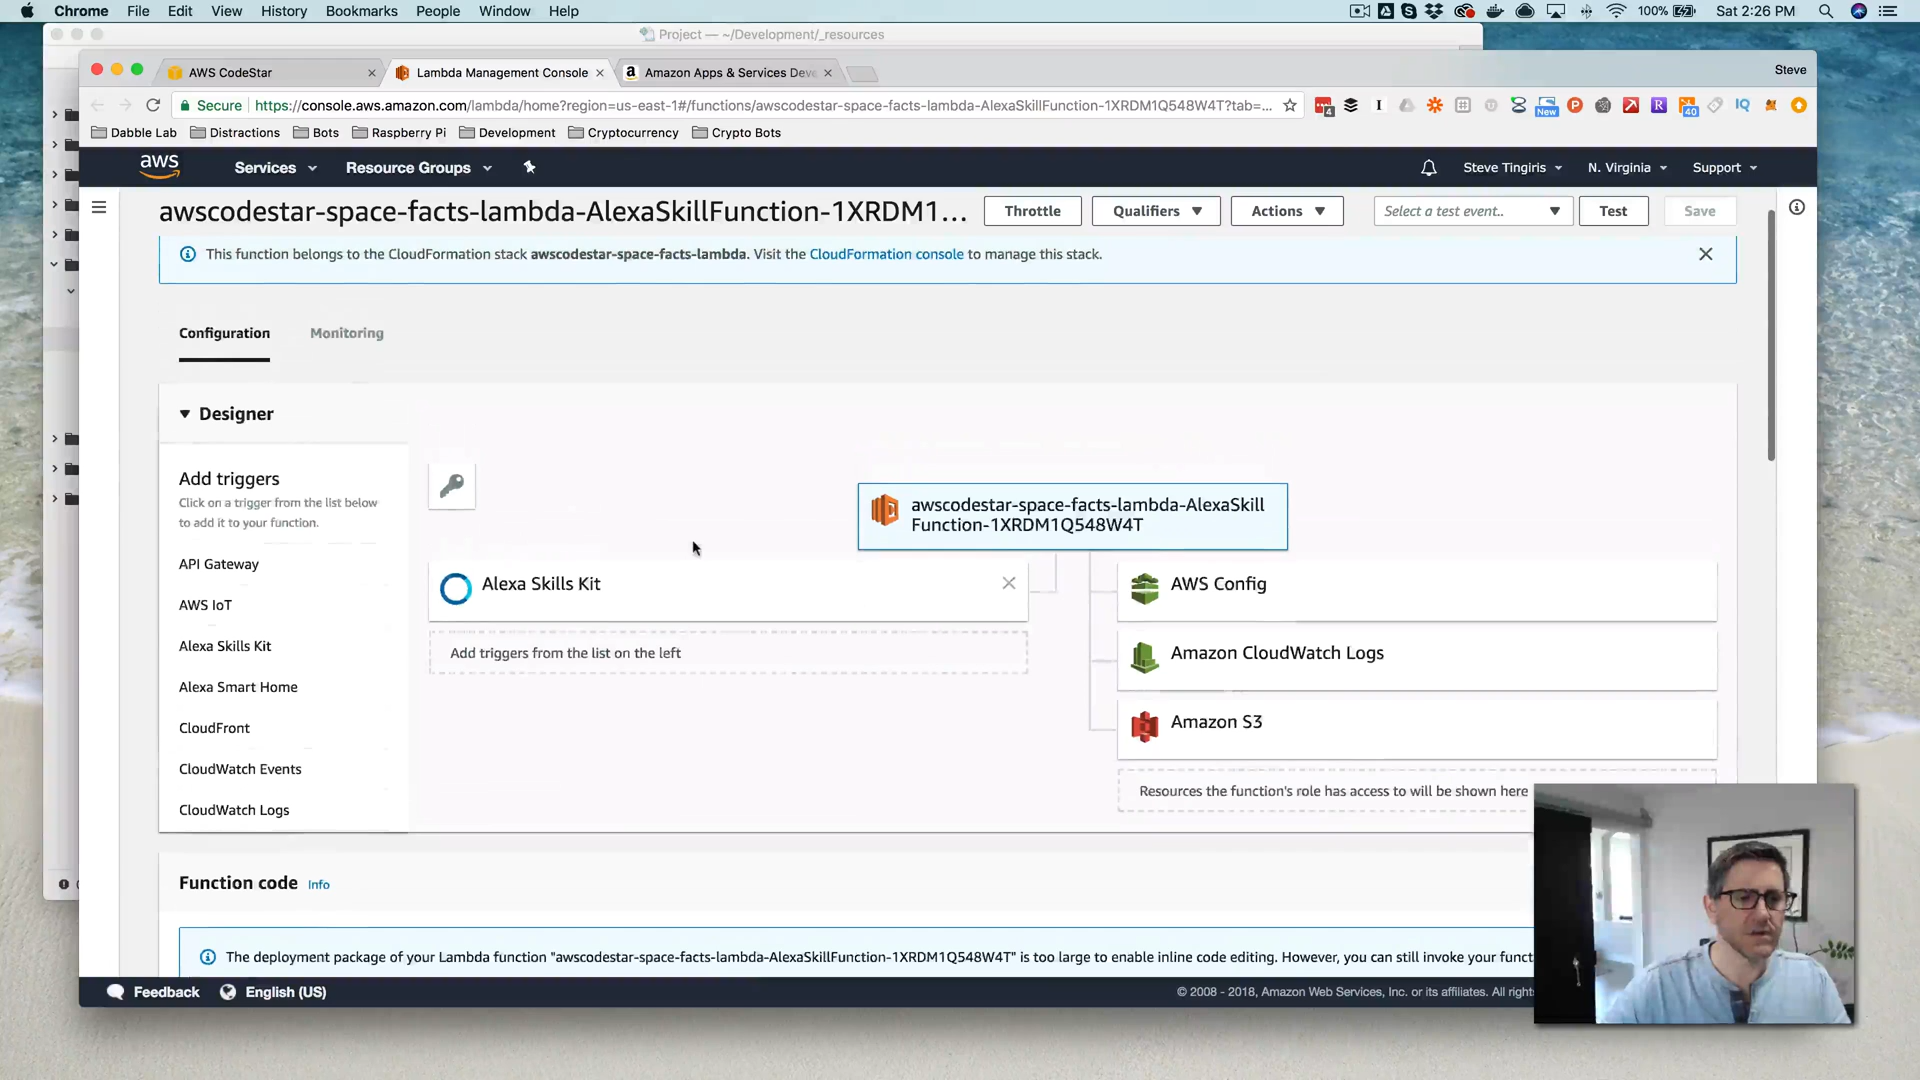 Chrome File Edit View History Bookmarks People Window Help 100% Sat 2:26 PM
Project — ~/Development/_resources
AWS CodeStar Lambda Management Console Amazon Apps & Services Deve Steve
Secure https://console.aws.amazon.com/lambda/home?region=us-east-1#/functions/awscodestar-space-facts-lambda-AlexaSkillFunction-1XRDM1Q548W4T?tab=...
Dabble Lab Distractions Bots Raspberry Pi Development Cryptocurrency Crypto Bots
aws Services Resource Groups Steve Tingiris N. Virginia Support
awscodestar-space-facts-lambda-AlexaSkillFunction-1XRDM1... Throttle Qualifiers Actions Select a test event.. Test Save
This function belongs to the CloudFormation stack awscodestar-space-facts-lambda. Visit the CloudFormation console to manage this stack.
Configuration Monitoring
Designer
Add triggers
Click on a trigger from the list below
to add it to your function.
API Gateway
AWS IoT
Alexa Skills Kit
Alexa Smart Home
CloudFront
CloudWatch Events
CloudWatch Logs
awscodestar-space-facts-lambda-AlexaSkill
Function-1XRDM1Q548W4T
Alexa Skills Kit
Add triggers from the list on the left
AWS Config
Amazon CloudWatch Logs
Amazon S3
Resources the function's role has access to will be shown here
Function code Info
The deployment package of your Lambda function "awscodestar-space-facts-lambda-AlexaSkillFunction-1XRDM1Q548W4T" is too large to enable inline code editing. However, you can still invoke your funct
Feedback English (US) © 2008 - 2018, Amazon Web Services, Inc. or its affiliates. All right